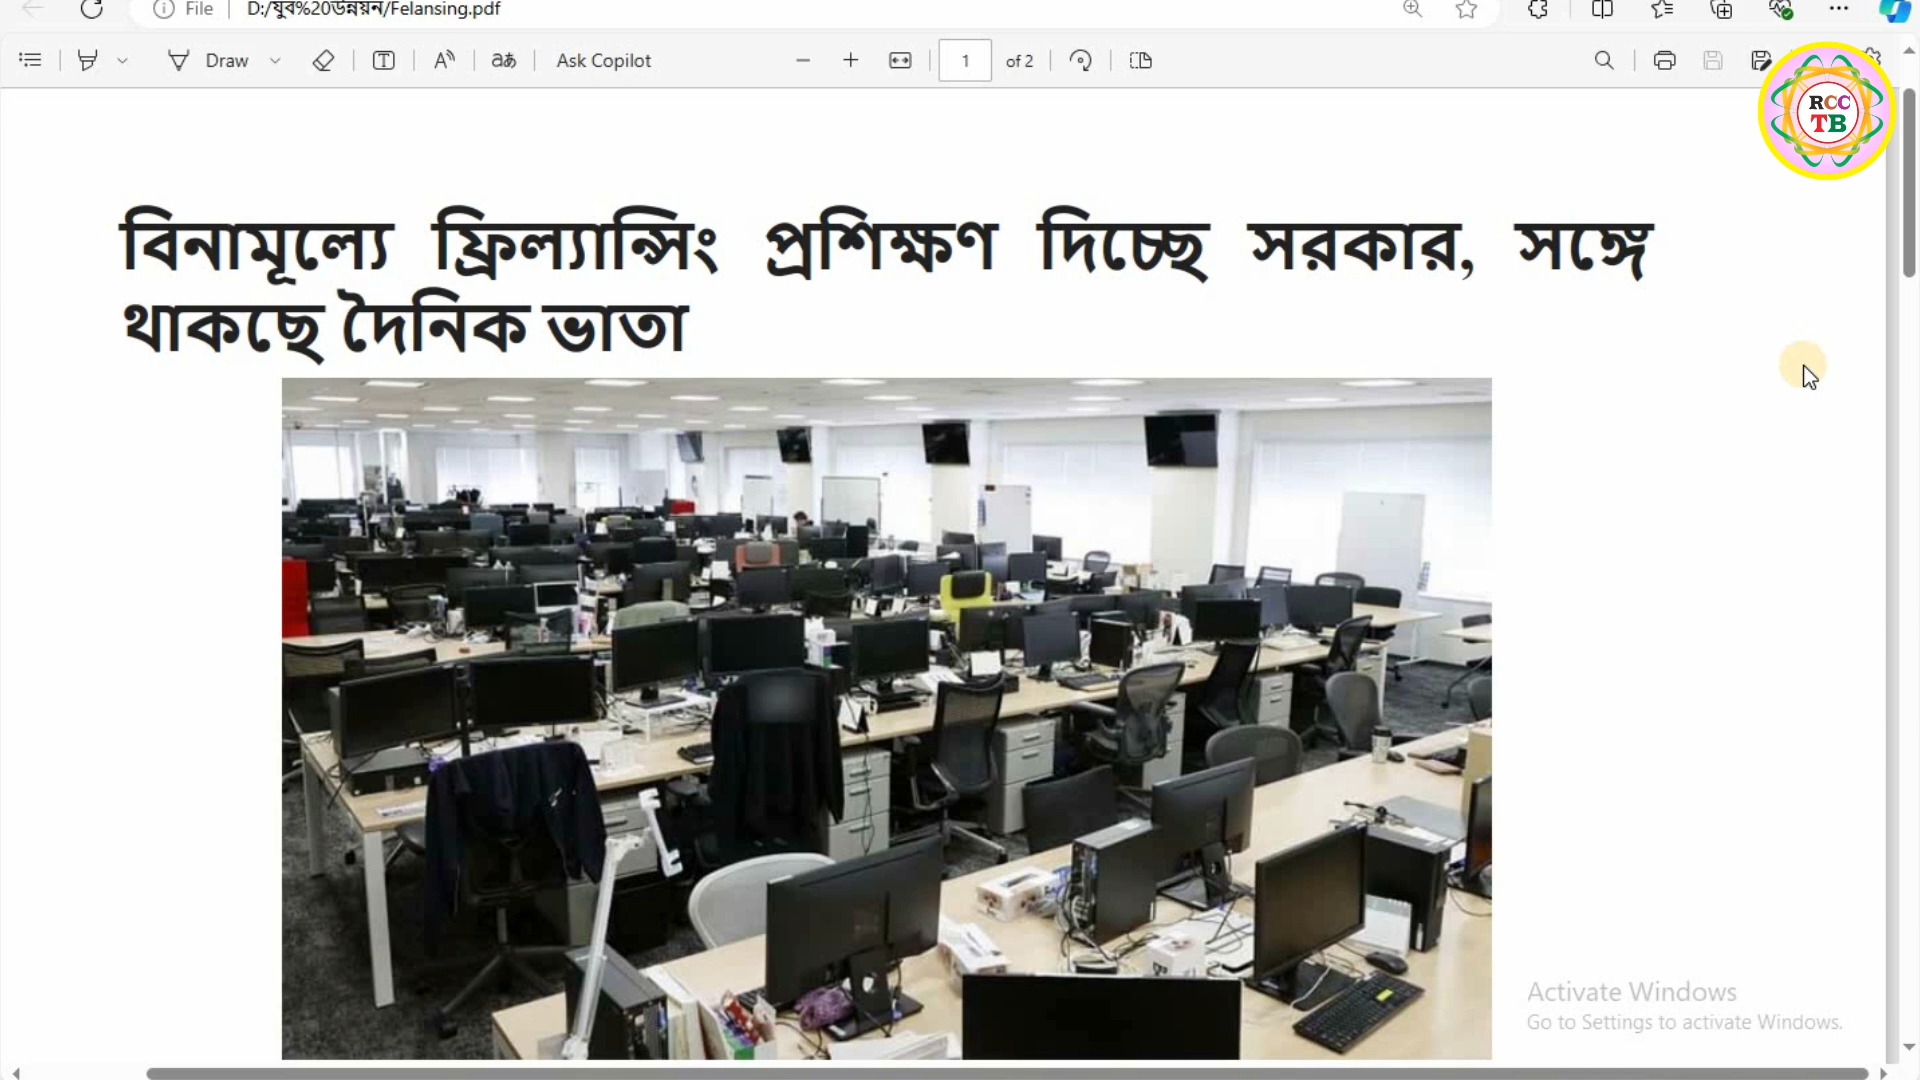 File D:/যুব%20উন্নয়ন/Felansing.pdf
Draw Ask Copilot 1 of 2
RCC
TB
বিনামূল্যে ফ্রিল্যান্সিং প্রশিক্ষণ দিচ্ছে সরকার, সঙ্গে
থাকছে দৈনিক ভাতা
Activate Windows
Go to Settings to activate Windows.